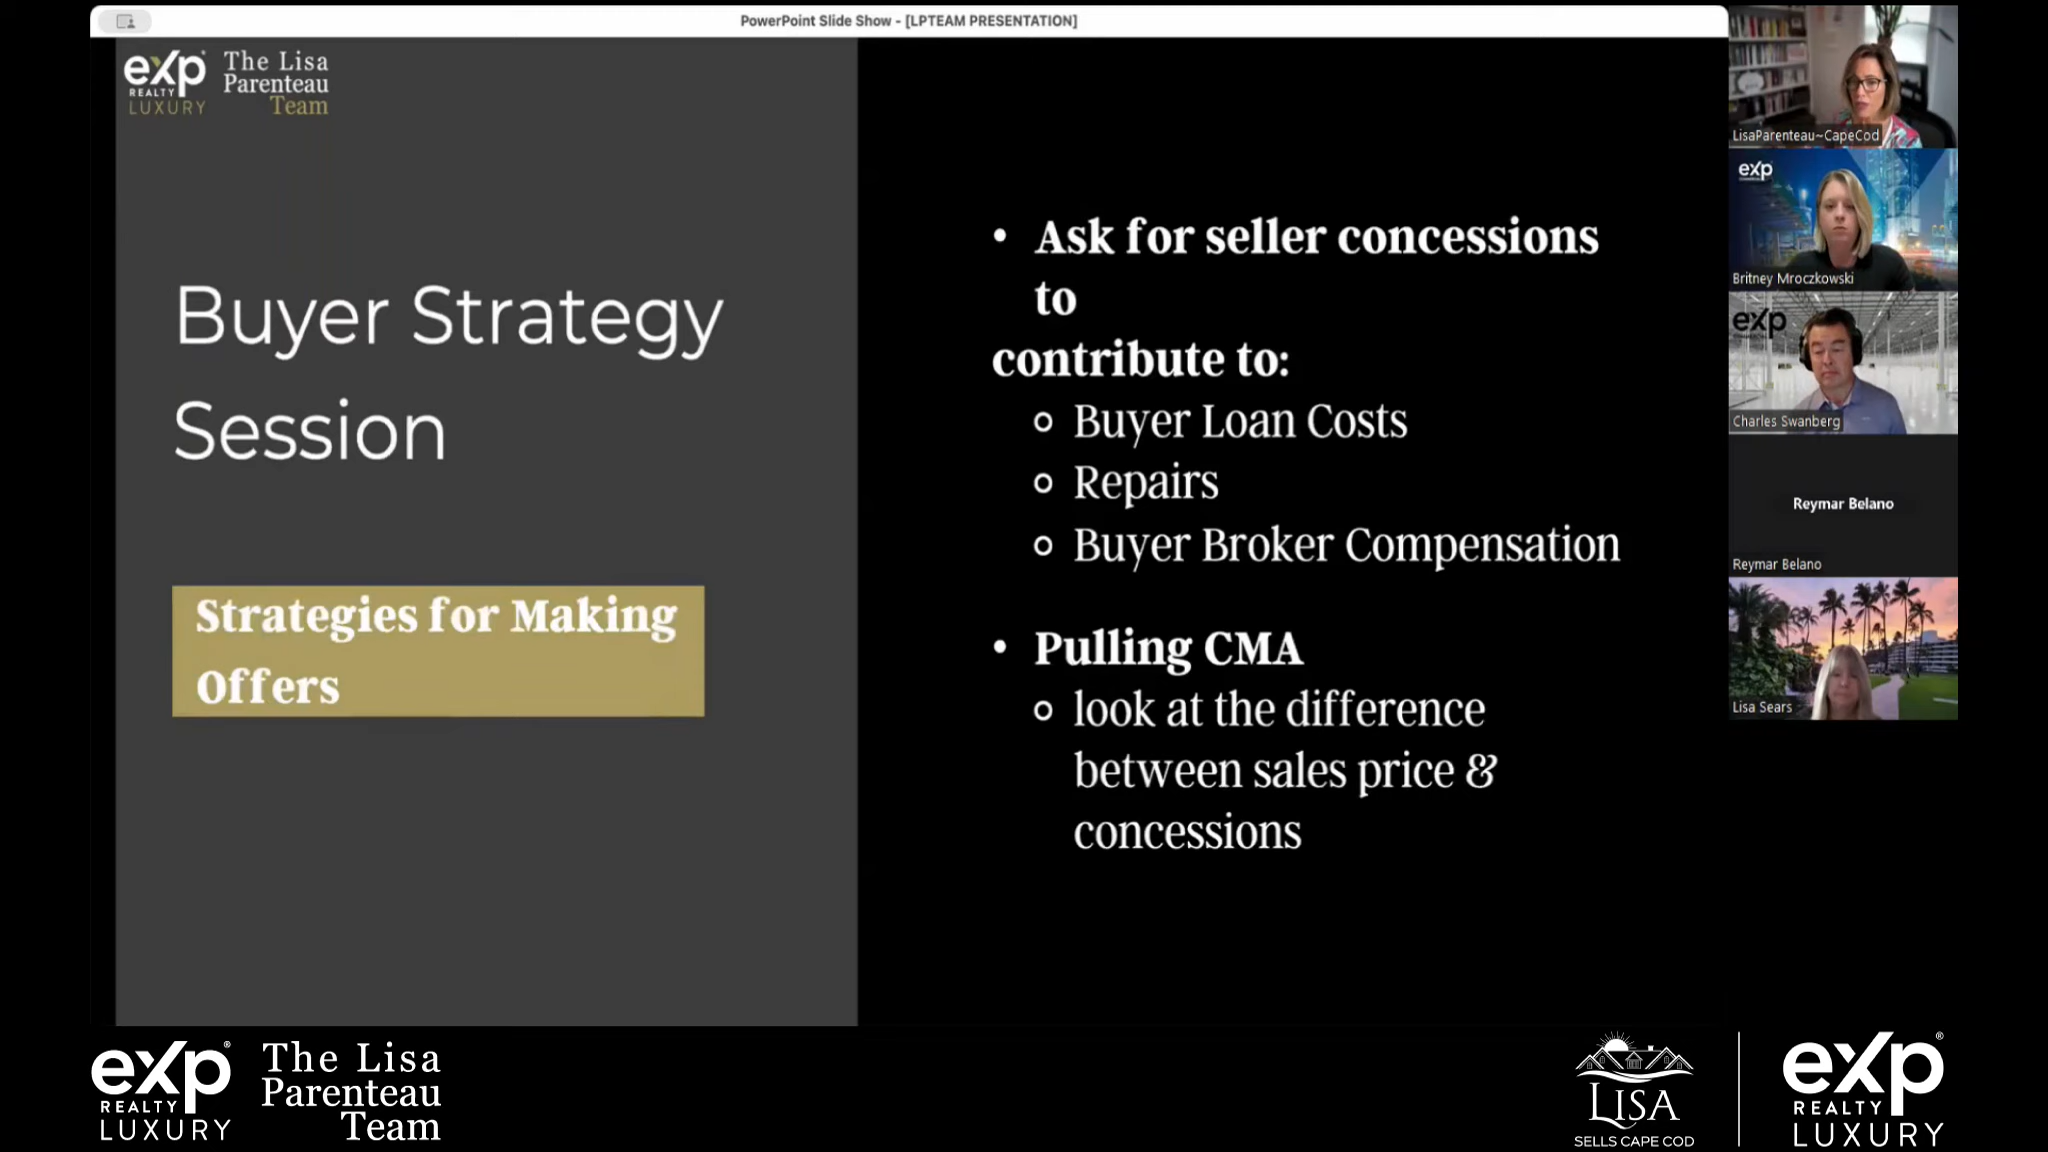 PowerPoint Slide Show - [LPTEAM PRESENTATION]
eXp®
REALTY
LUXURY
The Lisa
Parenteau
Team
Buyer Strategy
Session
Strategies for Making
Offers
• Ask for seller concessions
to
contribute to:
Buyer Loan Costs
Repairs
Buyer Broker Compensation
• Pulling CMA
look at the difference
between sales price &
concessions
LisaParenteau~CapeCod
eXp
Britney Mroczkowski
eXp
Charles Swanberg
Reymar Belano
Reymar Belano
Lisa Sears
eXp®
REALTY
LUXURY
The Lisa
Parenteau
Team
LISA
SELLS CAPE COD
eXp®
REALTY
LUXURY